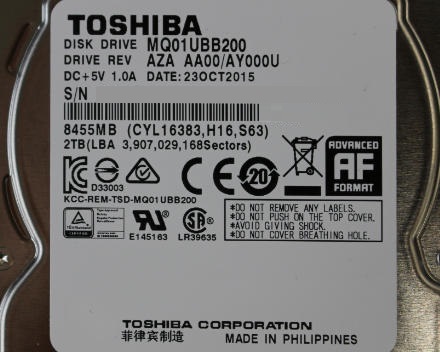 TOSHIBA
DISK DRIVE MQ01UBB200
DRIVE REV AZA AA00/AY000U
DC+5V 1.0A DATE:23OCT2015
S/N
8455MB (CYL16383,H16,S63)
2TB(LBA 3,907,029,168Sectors)
D33003
20
ADVANCED
AF
FORMAT
KCC-REM-TSD-MQ01UBB200
E145163
LR39635
*DO NOT REMOVE ANY LABELS.
*DO NOT PUSH ON THE TOP COVER.
*AVOID GIVING SHOCK.
*DO NOT COVER BREATHING HOLE.
TOSHIBA CORPORATION
菲律宾制造 MADE IN PHILIPPINES